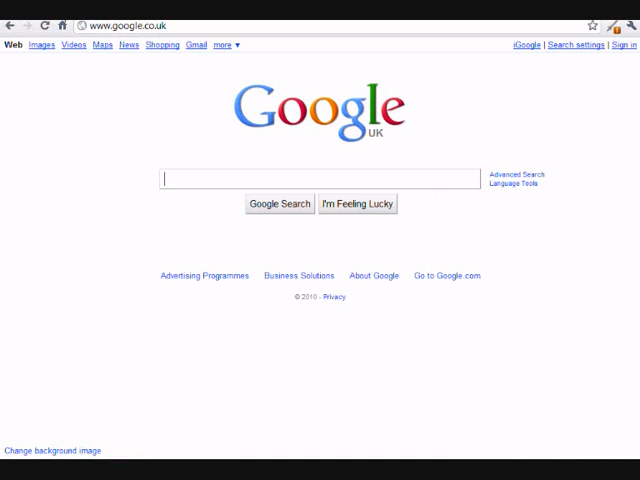 www.google.co.uk
Web Images Videos Maps News Shopping Gmail more ▼ iGoogle | Search settings | Sign in
Google
UK
Advanced Search
Language Tools
Google Search I'm Feeling Lucky
Advertising Programmes Business Solutions About Google Go to Google.com
© 2010 - Privacy
Change background image